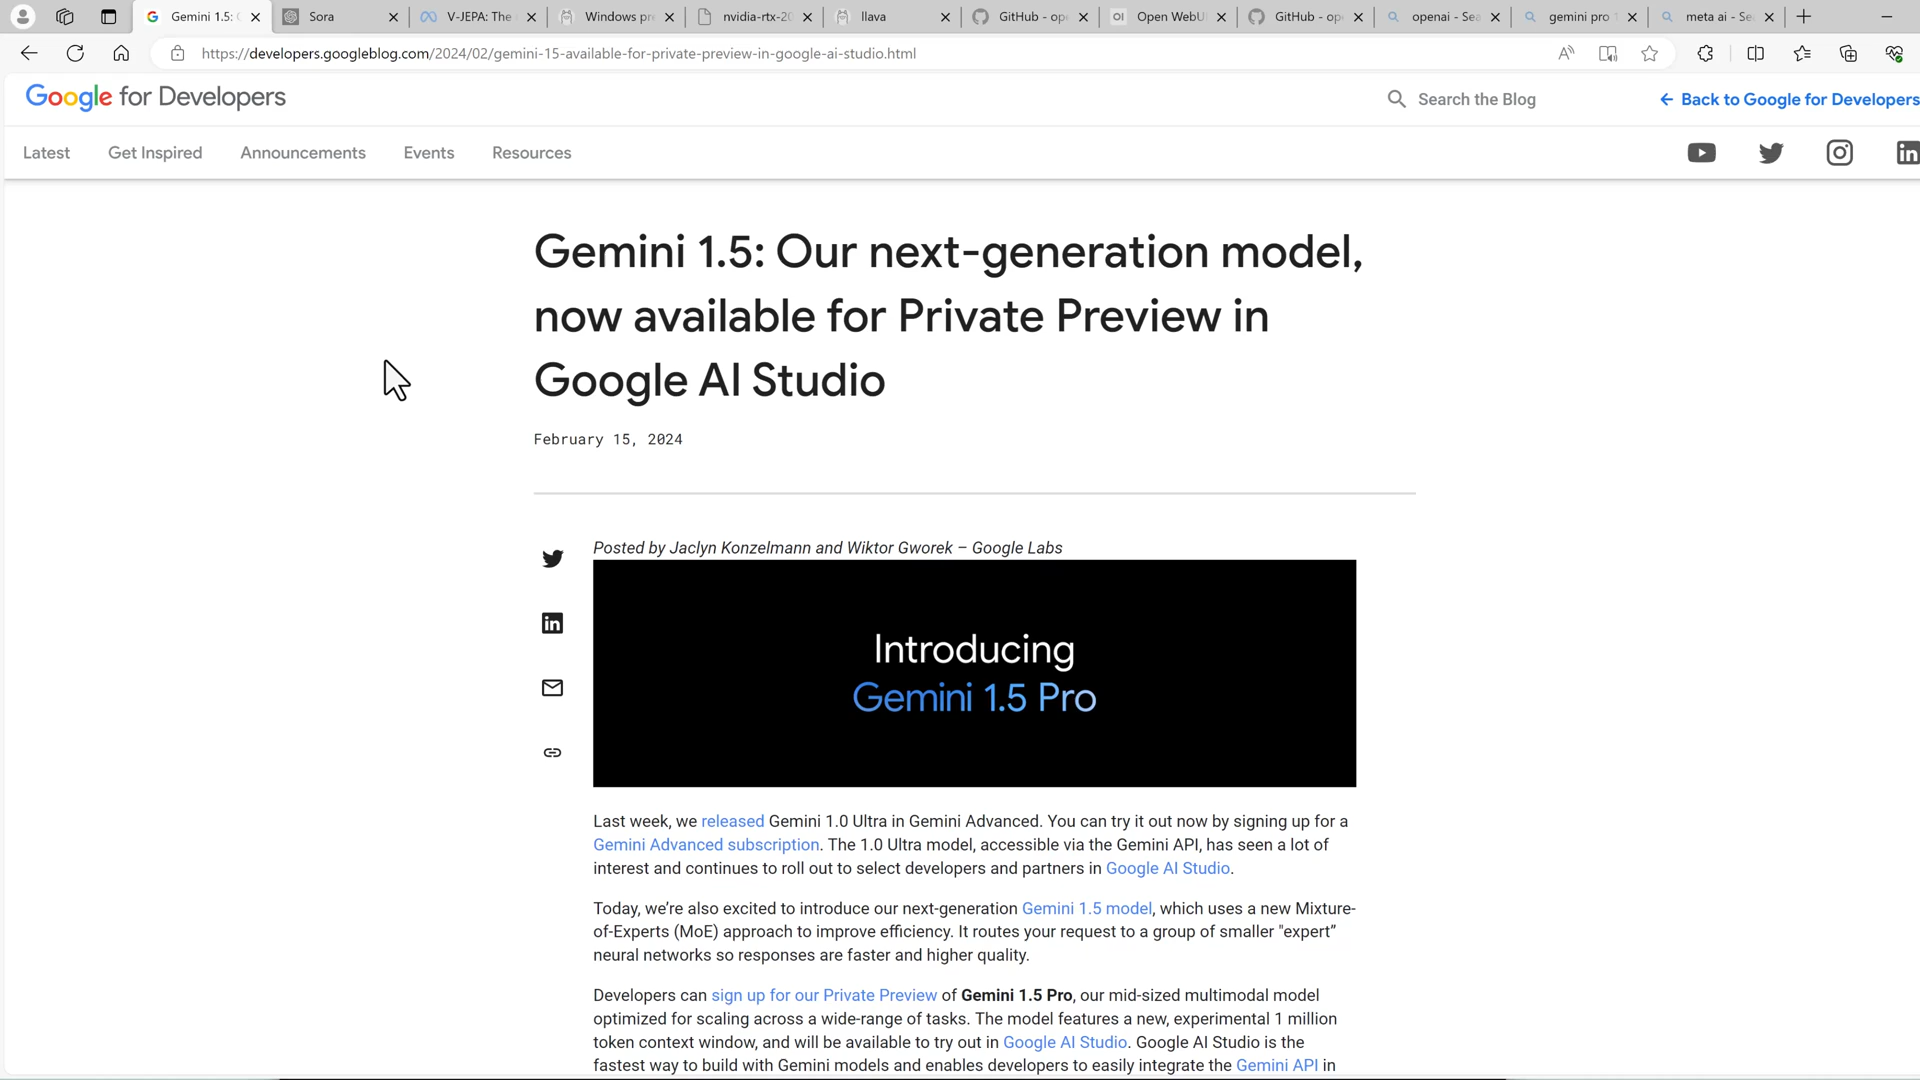 Gemini 1.5: O
Sora
V-JEPA: The
Windows pre
nvidia-rtx-20
llava
GitHub - ope
Open WebUI
GitHub - ope
openai - Sea
gemini pro 1
meta ai - Se
https://developers.googleblog.com/2024/02/gemini-15-available-for-private-preview-in-google-ai-studio.html
Google for Developers
Search the Blog
Back to Google for Developers
Latest
Get Inspired
Announcements
Events
Resources
Gemini 1.5: Our next-generation model,
now available for Private Preview in
Google AI Studio
February 15, 2024
Posted by Jaclyn Konzelmann and Wiktor Gworek – Google Labs
Introducing
Gemini 1.5 Pro
Last week, we released Gemini 1.0 Ultra in Gemini Advanced. You can try it out now by signing up for a
Gemini Advanced subscription. The 1.0 Ultra model, accessible via the Gemini API, has seen a lot of
interest and continues to roll out to select developers and partners in Google AI Studio.
Today, we’re also excited to introduce our next-generation Gemini 1.5 model, which uses a new Mixture-
of-Experts (MoE) approach to improve efficiency. It routes your request to a group of smaller "expert”
neural networks so responses are faster and higher quality.
Developers can sign up for our Private Preview of Gemini 1.5 Pro, our mid-sized multimodal model
optimized for scaling across a wide-range of tasks. The model features a new, experimental 1 million
token context window, and will be available to try out in Google AI Studio. Google AI Studio is the
fastest way to build with Gemini models and enables developers to easily integrate the Gemini API in